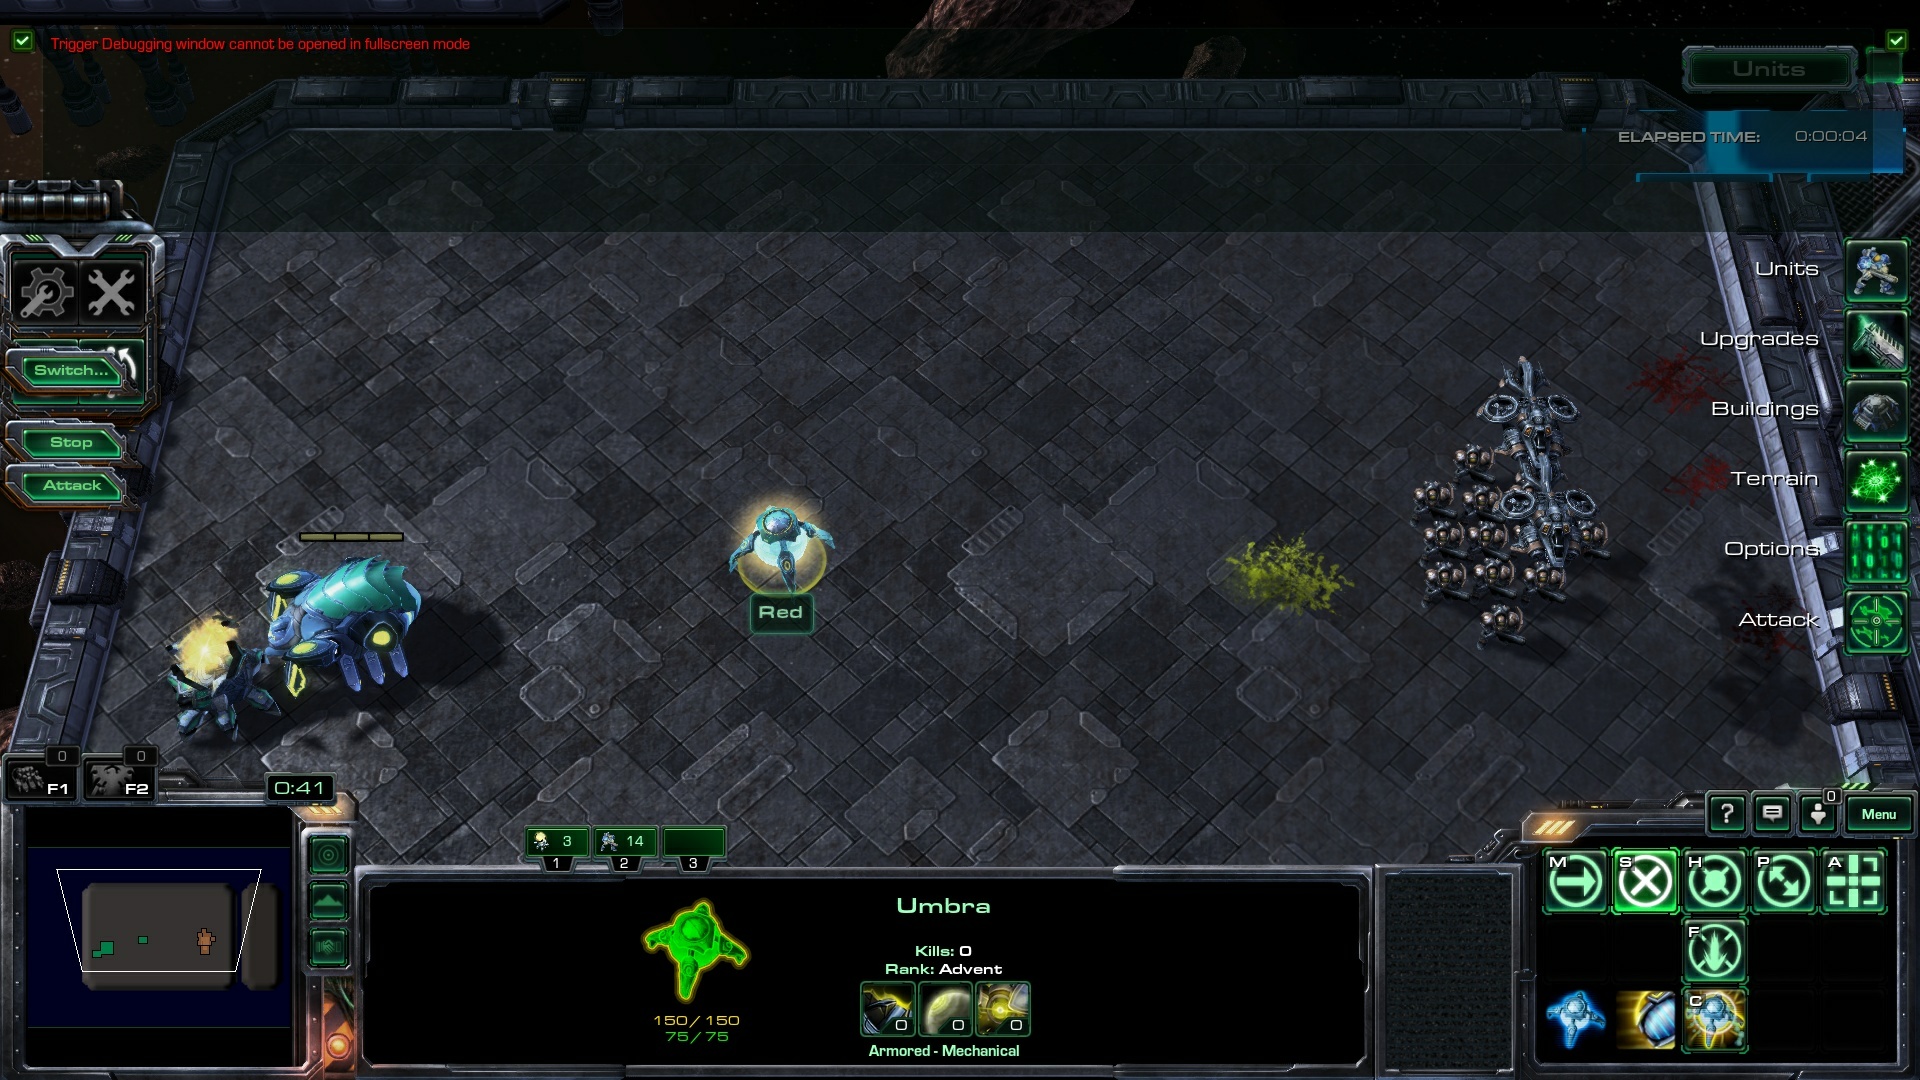 Trigger Debugging window cannot be opened in fullscreen mode
Units
ELAPSED TIME: 0:00:04
Units
Upgrades
Buildings
Terrain
Options
Attack
Switch...
Stop
Attack
Red
0
0
F1
F2
0:41
3
14
1
2
3
Umbra
Kills: 0
Rank: Advent
0
0
0
Armored - Mechanical
150/150
75/75
?
0
Menu
M
S
H
P
A
F
C